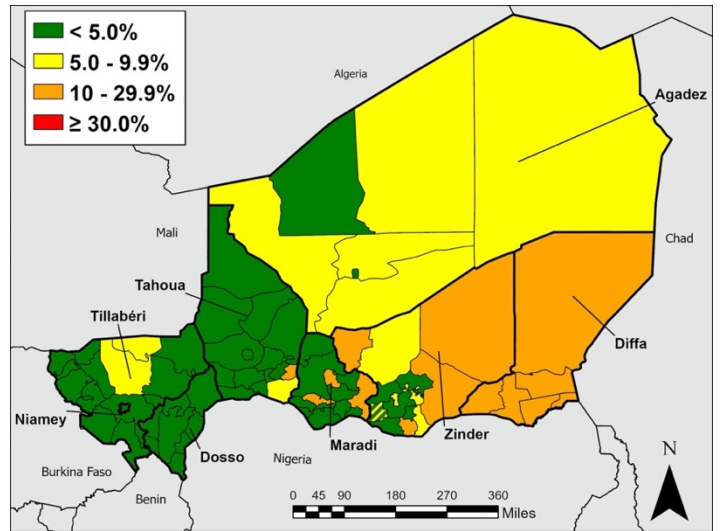 < 5.0%
5.0 - 9.9%
10 - 29.9%
≥ 30.0%
Algeria
Agadez
Mali
Chad
Tahoua
Tillabéri
Diffa
Niamey
Zinder
Maradi
Dosso
Nigeria
Burkina Faso
Benin
N
0 45 90 180 270 360
Miles